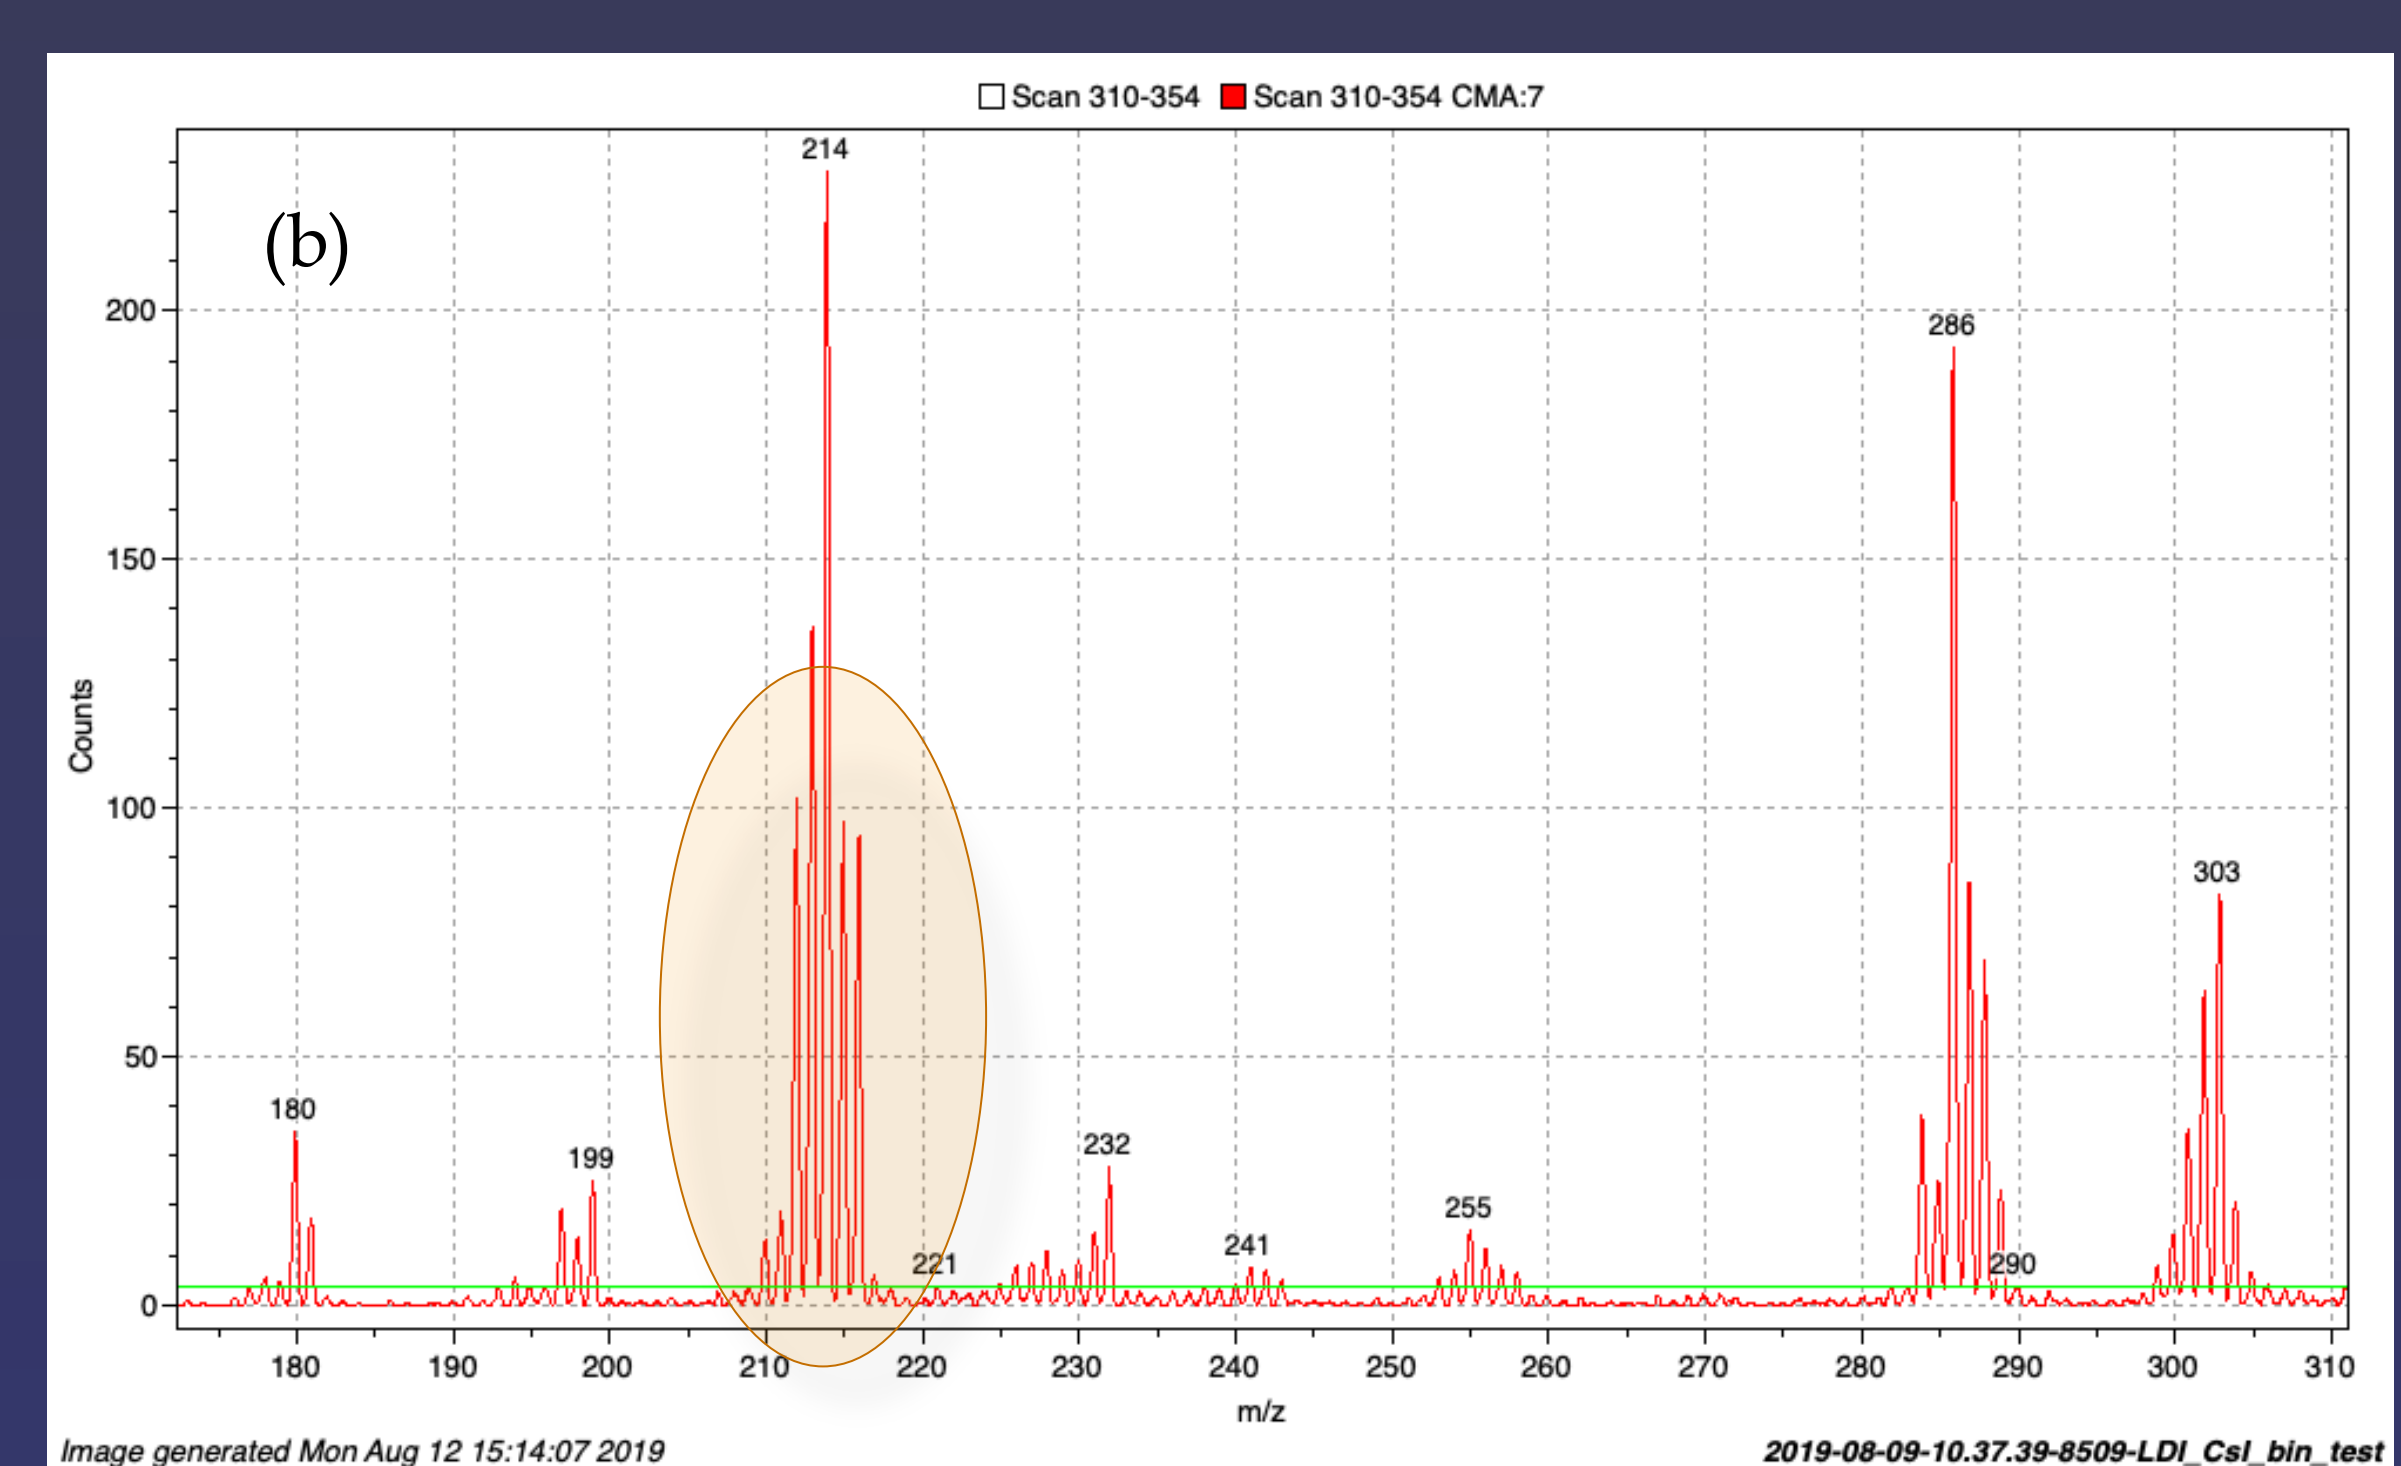 Scan 310-354 Scan 310-354 CMA:7
214
(b)
200
286
150
Counts
100
303
50
180
199
232
255
241
221
290
0
180 190 200 210 220 230 240 250 260 270 280 290 300 310
m/z
Image generated Mon Aug 12 15:14:07 2019
2019-08-09-10.37.39-8509-LDI_CsI_bin_test